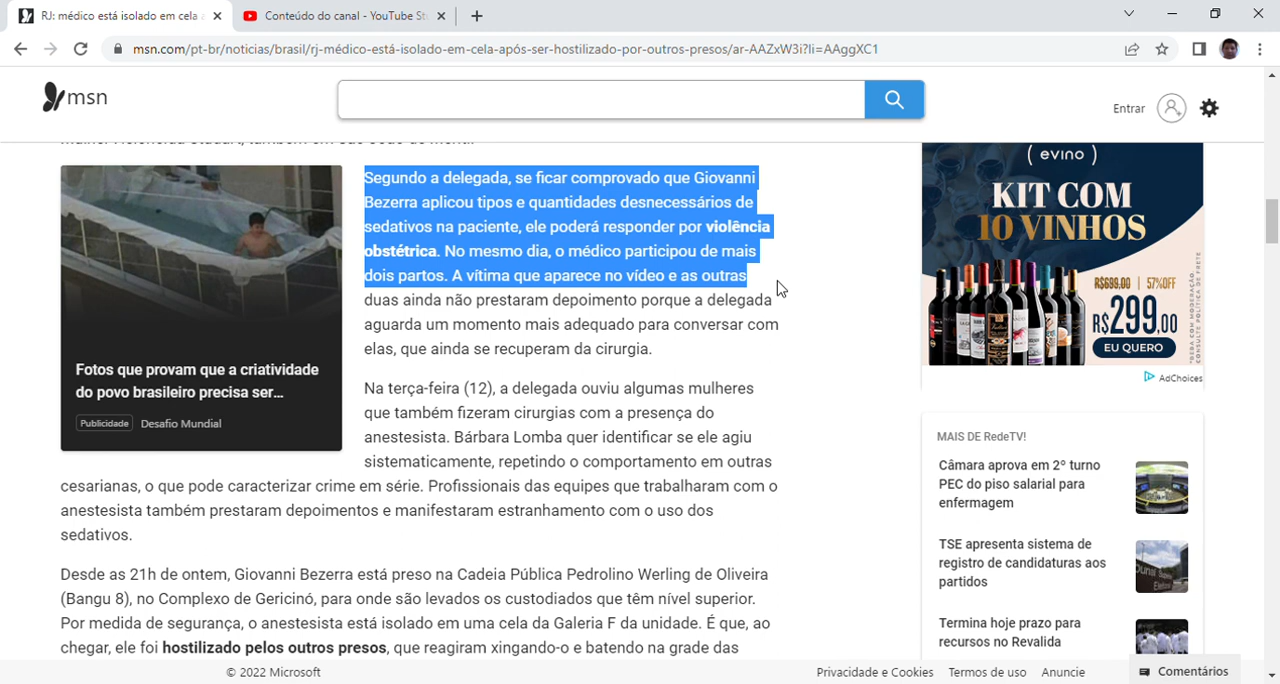 RJ: médico está isolado em cela a
Conteúdo do canal - YouTube St
msn.com/pt-br/noticias/brasil/rj-médico-está-isolado-em-cela-após-ser-hostilizado-por-outros-presos/ar-AAZxW3i?li=AAggXC1
msn
Entrar
Segundo a delegada, se ficar comprovado que Giovanni
Bezerra aplicou tipos e quantidades desnecessários de
sedativos na paciente, ele poderá responder por violência
obstétrica. No mesmo dia, o médico participou de mais
dois partos. A vítima que aparece no vídeo e as outras
duas ainda não prestaram depoimento porque a delegada
aguarda um momento mais adequado para conversar com
elas, que ainda se recuperam da cirurgia.
Fotos que provam que a criatividade
do povo brasileiro precisa ser...
Publicidade Desafio Mundial
Na terça-feira (12), a delegada ouviu algumas mulheres
que também fizeram cirurgias com a presença do
anestesista. Bárbara Lomba quer identificar se ele agiu
sistematicamente, repetindo o comportamento em outras
cesarianas, o que pode caracterizar crime em série. Profissionais das equipes que trabalharam com o
anestesista também prestaram depoimentos e manifestaram estranhamento com o uso dos
sedativos.
Desde as 21h de ontem, Giovanni Bezerra está preso na Cadeia Pública Pedrolino Werling de Oliveira
(Bangu 8), no Complexo de Gericinó, para onde são levados os custodiados que têm nível superior.
Por medida de segurança, o anestesista está isolado em uma cela da Galeria F da unidade. É que, ao
chegar, ele foi hostilizado pelos outros presos, que reagiram xingando-o e batendo na grade das
( evino )
KIT COM
10 VINHOS
R$699,00 | 57%OFF
R$299,00
EU QUERO
AdChoices
MAIS DE RedeTV!
Câmara aprova em 2º turno
PEC do piso salarial para
enfermagem
TSE apresenta sistema de
registro de candidaturas aos
partidos
Termina hoje prazo para
recursos no Revalida
© 2022 Microsoft
Privacidade e Cookies
Termos de uso
Anuncie
Comentários